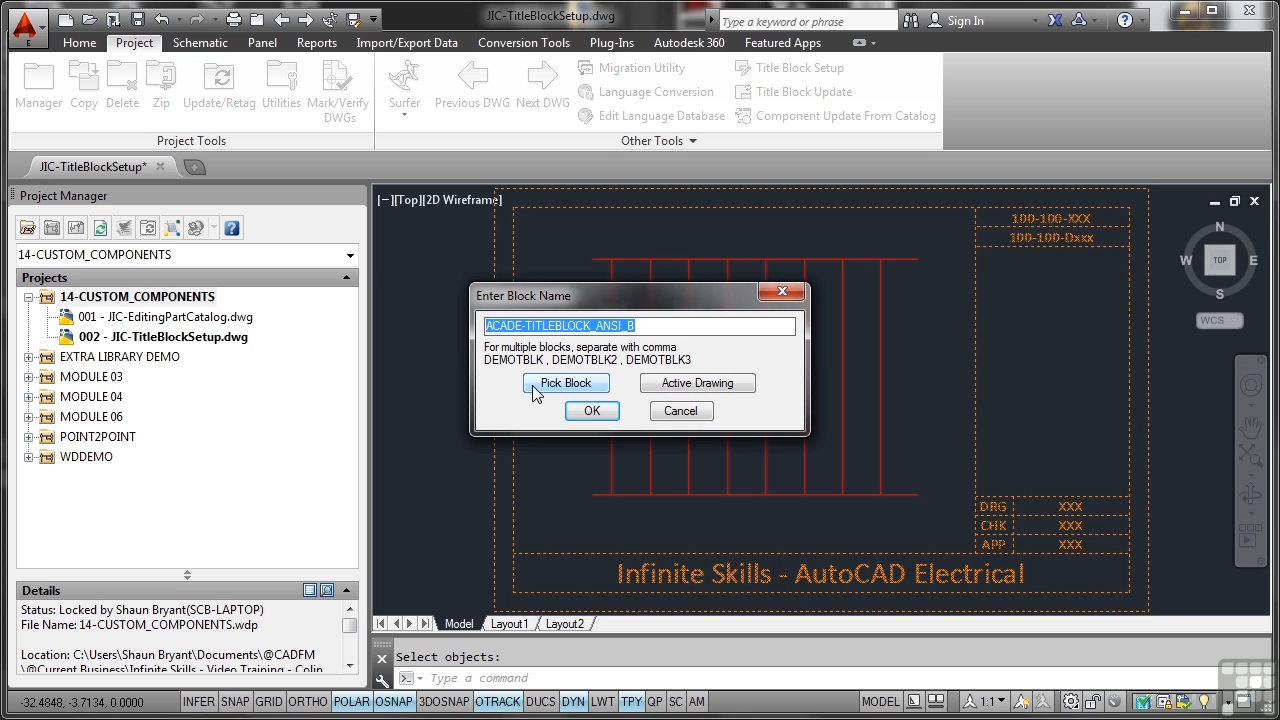 JIC-TitleBlockSetup.dwg
Type a keyword or phrase
Sign In
E
Home
Project
Schematic
Panel
Reports
Import/Export Data
Conversion Tools
Plug-Ins
Autodesk 360
Featured Apps
Manager
Copy
Delete
Zip
Update/Retag
Utilities
Mark/Verify
DWGs
Surfer
Previous DWG
Next DWG
Migration Utility
Language Conversion
Edit Language Database
Title Block Setup
Title Block Update
Component Update From Catalog
Project Tools
Other Tools
JIC-TitleBlockSetup*
Project Manager
14-CUSTOM_COMPONENTS
Projects
14-CUSTOM_COMPONENTS
001 - JIC-EditingPartCatalog.dwg
002 - JIC-TitleBlockSetup.dwg
EXTRA LIBRARY DEMO
MODULE 03
MODULE 04
MODULE 06
POINT2POINT
WDDEMO
Details
Status: Locked by Shaun Bryant(SCB-LAPTOP)
File Name: 14-CUSTOM_COMPONENTS.wdp
Location: C:\Users\Shaun Bryant\Documents\@CADFM
\@Current Business\Infinite Skills - Video Training - Colin
[−][Top][2D Wireframe]
100-100-XXX
100-100-Dxxx
N
W
TOP
E
S
WCS
Enter Block Name
ACADE-TITLEBLOCK_ANSI_B
For multiple blocks, separate with comma
DEMOTBLK , DEMOTBLK2 , DEMOTBLK3
Pick Block
Active Drawing
OK
Cancel
DRG XXX
CHK XXX
APP XXX
Infinite Skills - AutoCAD Electrical
Model
Layout1
Layout2
Select objects:
Type a command
-32.4848, -3.7134, 0.0000
INFER
SNAP
GRID
ORTHO
POLAR
OSNAP
3DOSNAP
OTRACK
DUCS
DYN
LWT
TPY
QP
SC
AM
MODEL
1:1